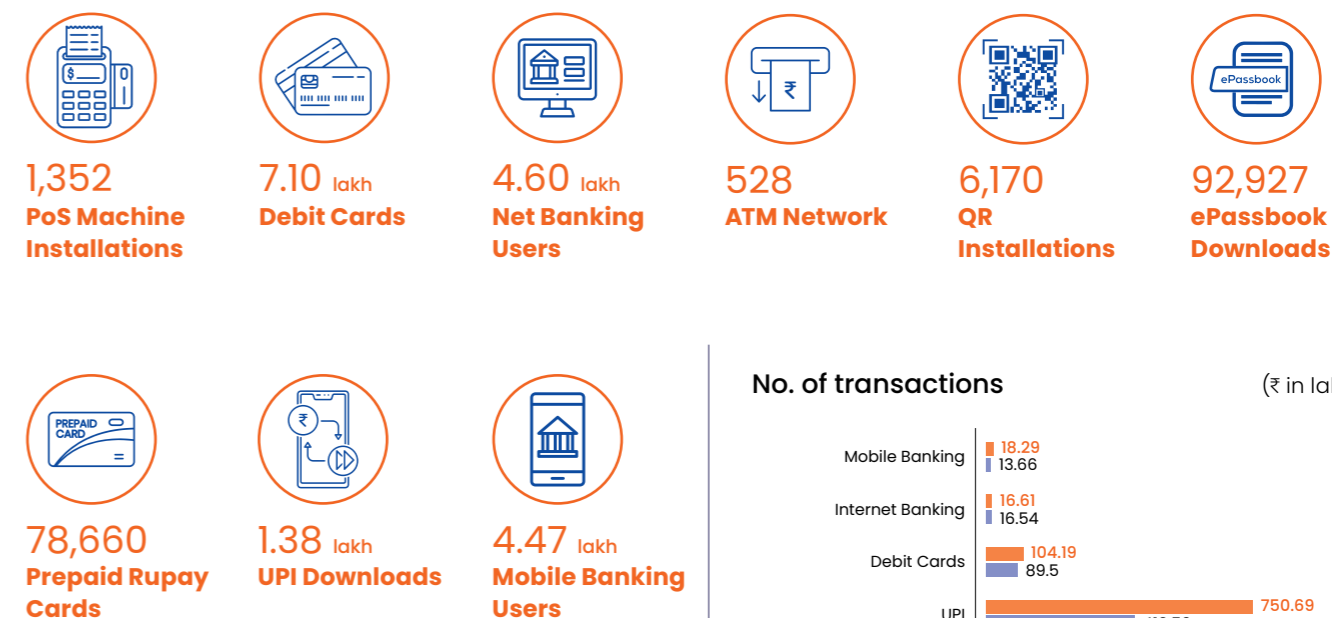 $
₹
ePassbook
1,352
PoS Machine
Installations
7.10 lakh
Debit Cards
4.60 lakh
Net Banking
Users
528
ATM Network
6,170
QR
Installations
92,927
ePassbook
Downloads
PREPAID
CARD
₹
78,660
Prepaid Rupay
Cards
1.38 lakh
UPI Downloads
4.47 lakh
Mobile Banking
Users
No. of transactions (₹ in
Mobile Banking 18.29
13.66
Internet Banking 16.61
16.54
Debit Cards 104.19
89.5
UPI 750.69